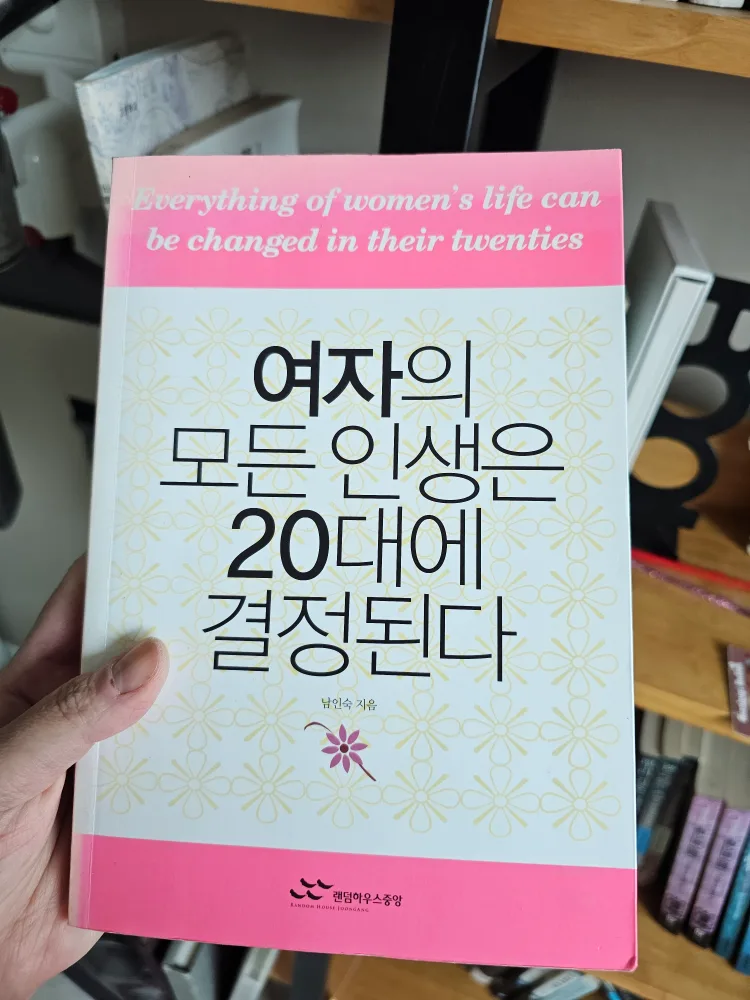 Everything of women's life can
be changed in their twenties
여자의
모든 인생은
20대에
결정된다
남인숙 지음
랜덤하우스중앙
RANDOM HOUSE JOONGANG